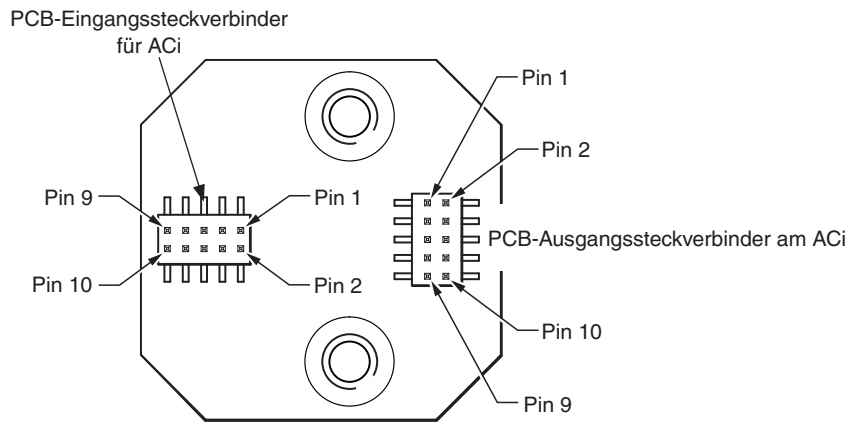 PCB-Eingangssteckverbinder
für ACi
Pin 1
Pin 2
Pin 9
Pin 1
PCB-Ausgangssteckverbinder am ACi
Pin 10
Pin 2
Pin 10
Pin 9